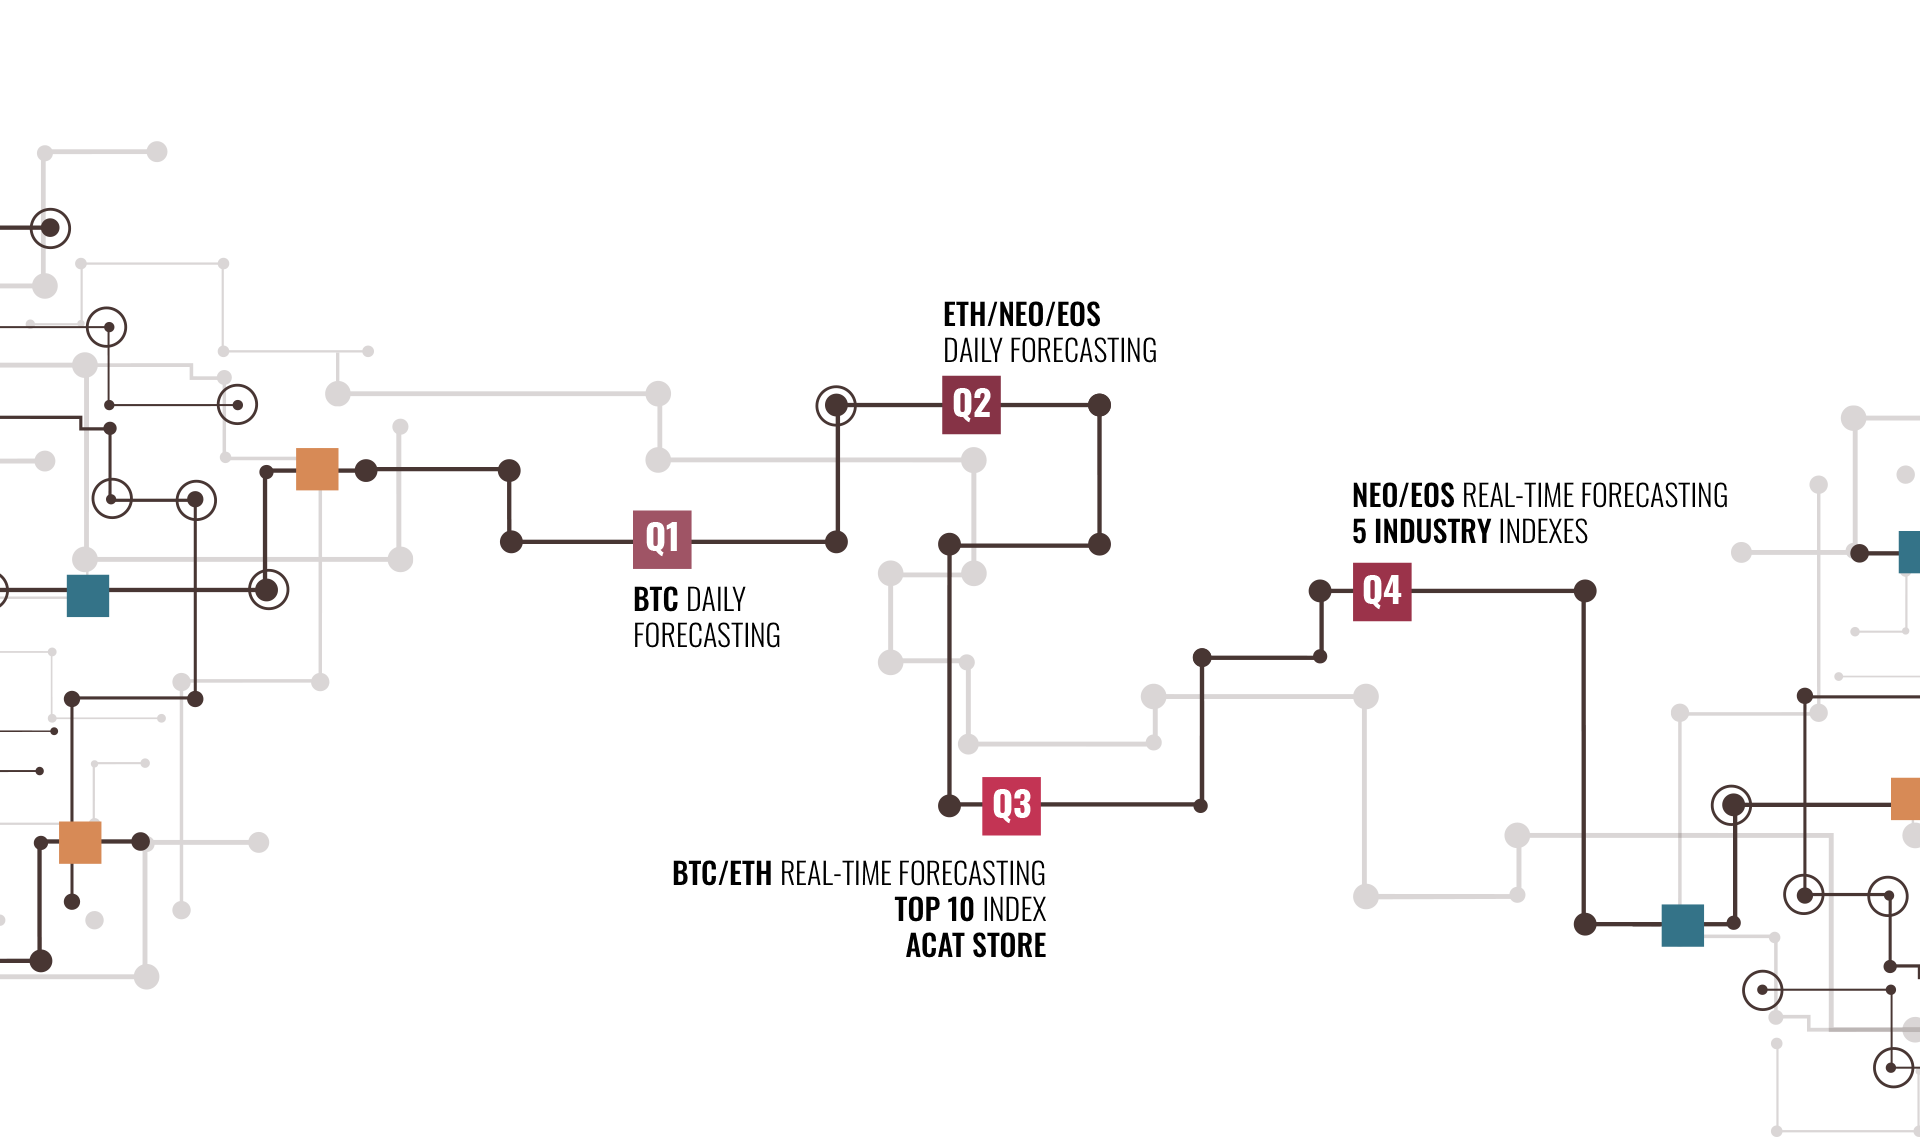 Q1
BTC DAILY
FORECASTING
ETH/NEO/EOS
DAILY FORECASTING
Q2
Q3
BTC/ETH REAL-TIME FORECASTING
TOP 10 INDEX
ACAT STORE
NEO/EOS REAL-TIME FORECASTING
5 INDUSTRY INDEXES
Q4